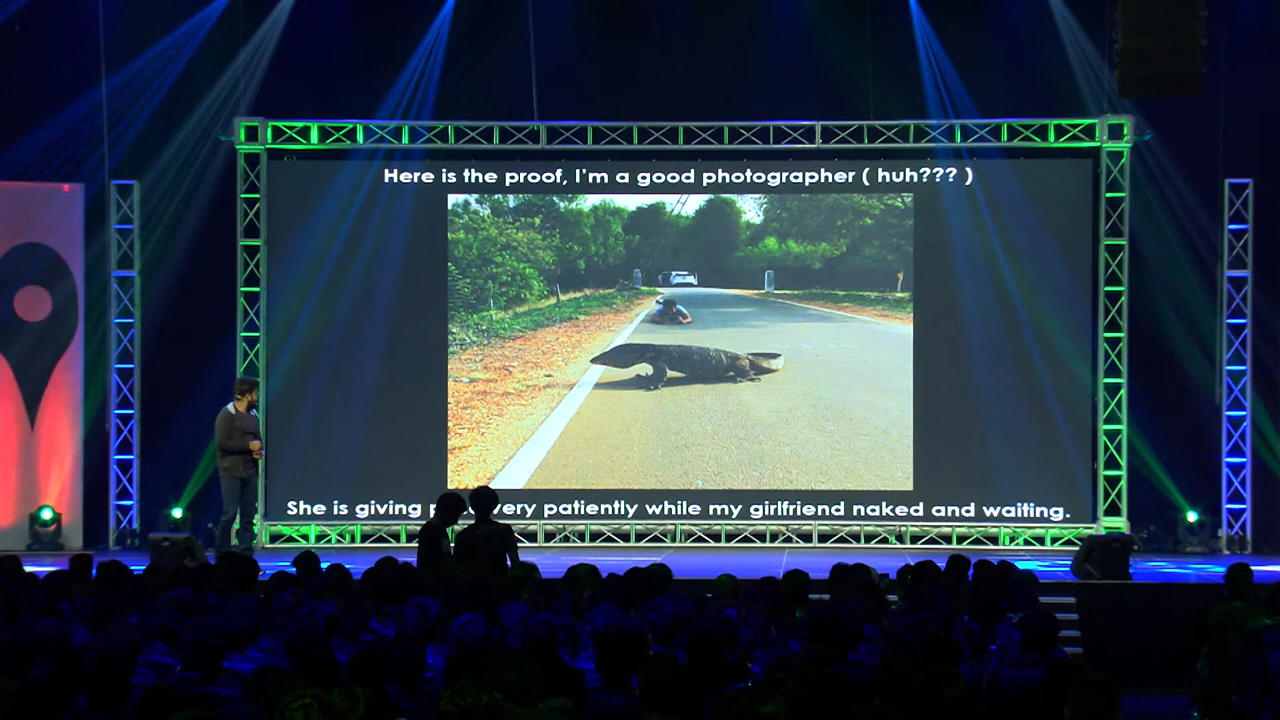 Here is the proof, I'm a good photographer ( huh??? )
She is giving very patiently while my girlfriend naked and waiting.